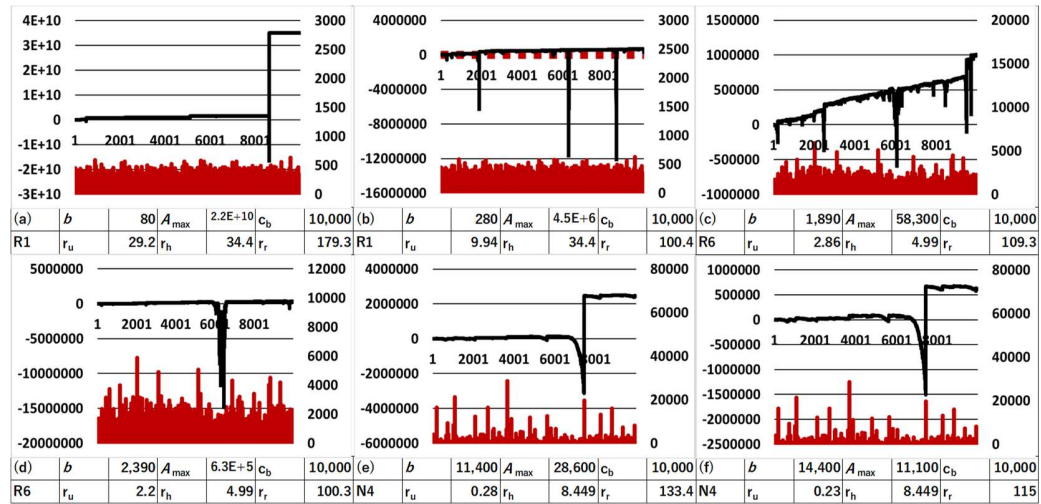 4E+10 3000
3E+10 2500
2E+10 2000
1E+10 1500
0
1 2001 4001 6001 8001
-1E+10 1000
-2E+10 500
-3E+10 0
4000000 3000
0 2500
1 2001 4001 6001 8001
-4000000 2000
1500
-8000000
1000
-12000000 500
-16000000 0
1500000 20000
1000000 15000
500000
10000
0
1 2001 4001 6001 8001
-500000 5000
-1000000 0
(a) b 80 Amax 2.2E+10 cb 10,000
R1 ru 29.2 rh 34.4 rr 179.3
(b) b 280 Amax 4.5E+6 cb 10,000
R1 ru 9.94 rh 34.4 rr 100.4
(c) b 1,890 Amax 58,300 cb 10,000
R6 ru 2.86 rh 4.99 rr 109.3
5000000 12000
0 10000
1 2001 4001 6001 8001
-5000000 8000
6000
-10000000
4000
-15000000 2000
-20000000 0
4000000 80000
2000000 60000
0
1 2001 4001 6001 8001
40000
-2000000
20000
-4000000
-6000000 0
1000000 80000
500000
60000
0
1 2001 4001 6001 8001
-500000
40000
-1000000
-1500000 20000
-2000000
-2500000 0
(d) b 2,390 Amax 6.3E+5 cb 10,000
R6 ru 2.2 rh 4.99 rr 100.3
(e) b 11,400 Amax 28,600 cb 10,000
N4 ru 0.28 rh 8.449 rr 133.4
(f) b 14,400 Amax 11,100 cb 10,000
N4 ru 0.23 rh 8.449 rr 115